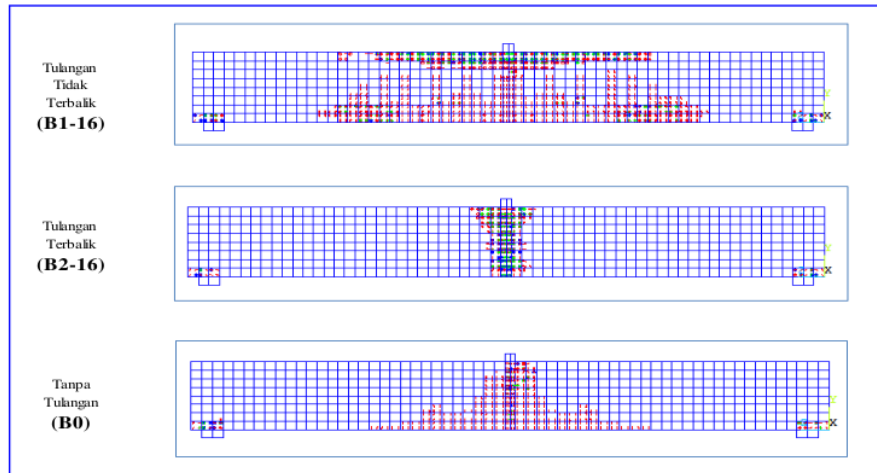 Tulangan
Tidak
Terbalik
(B1-16)
Y
X
Tulangan
Terbalik
(B2-16)
Y
X
Tanpa
Tulangan
(B0)
Y
X